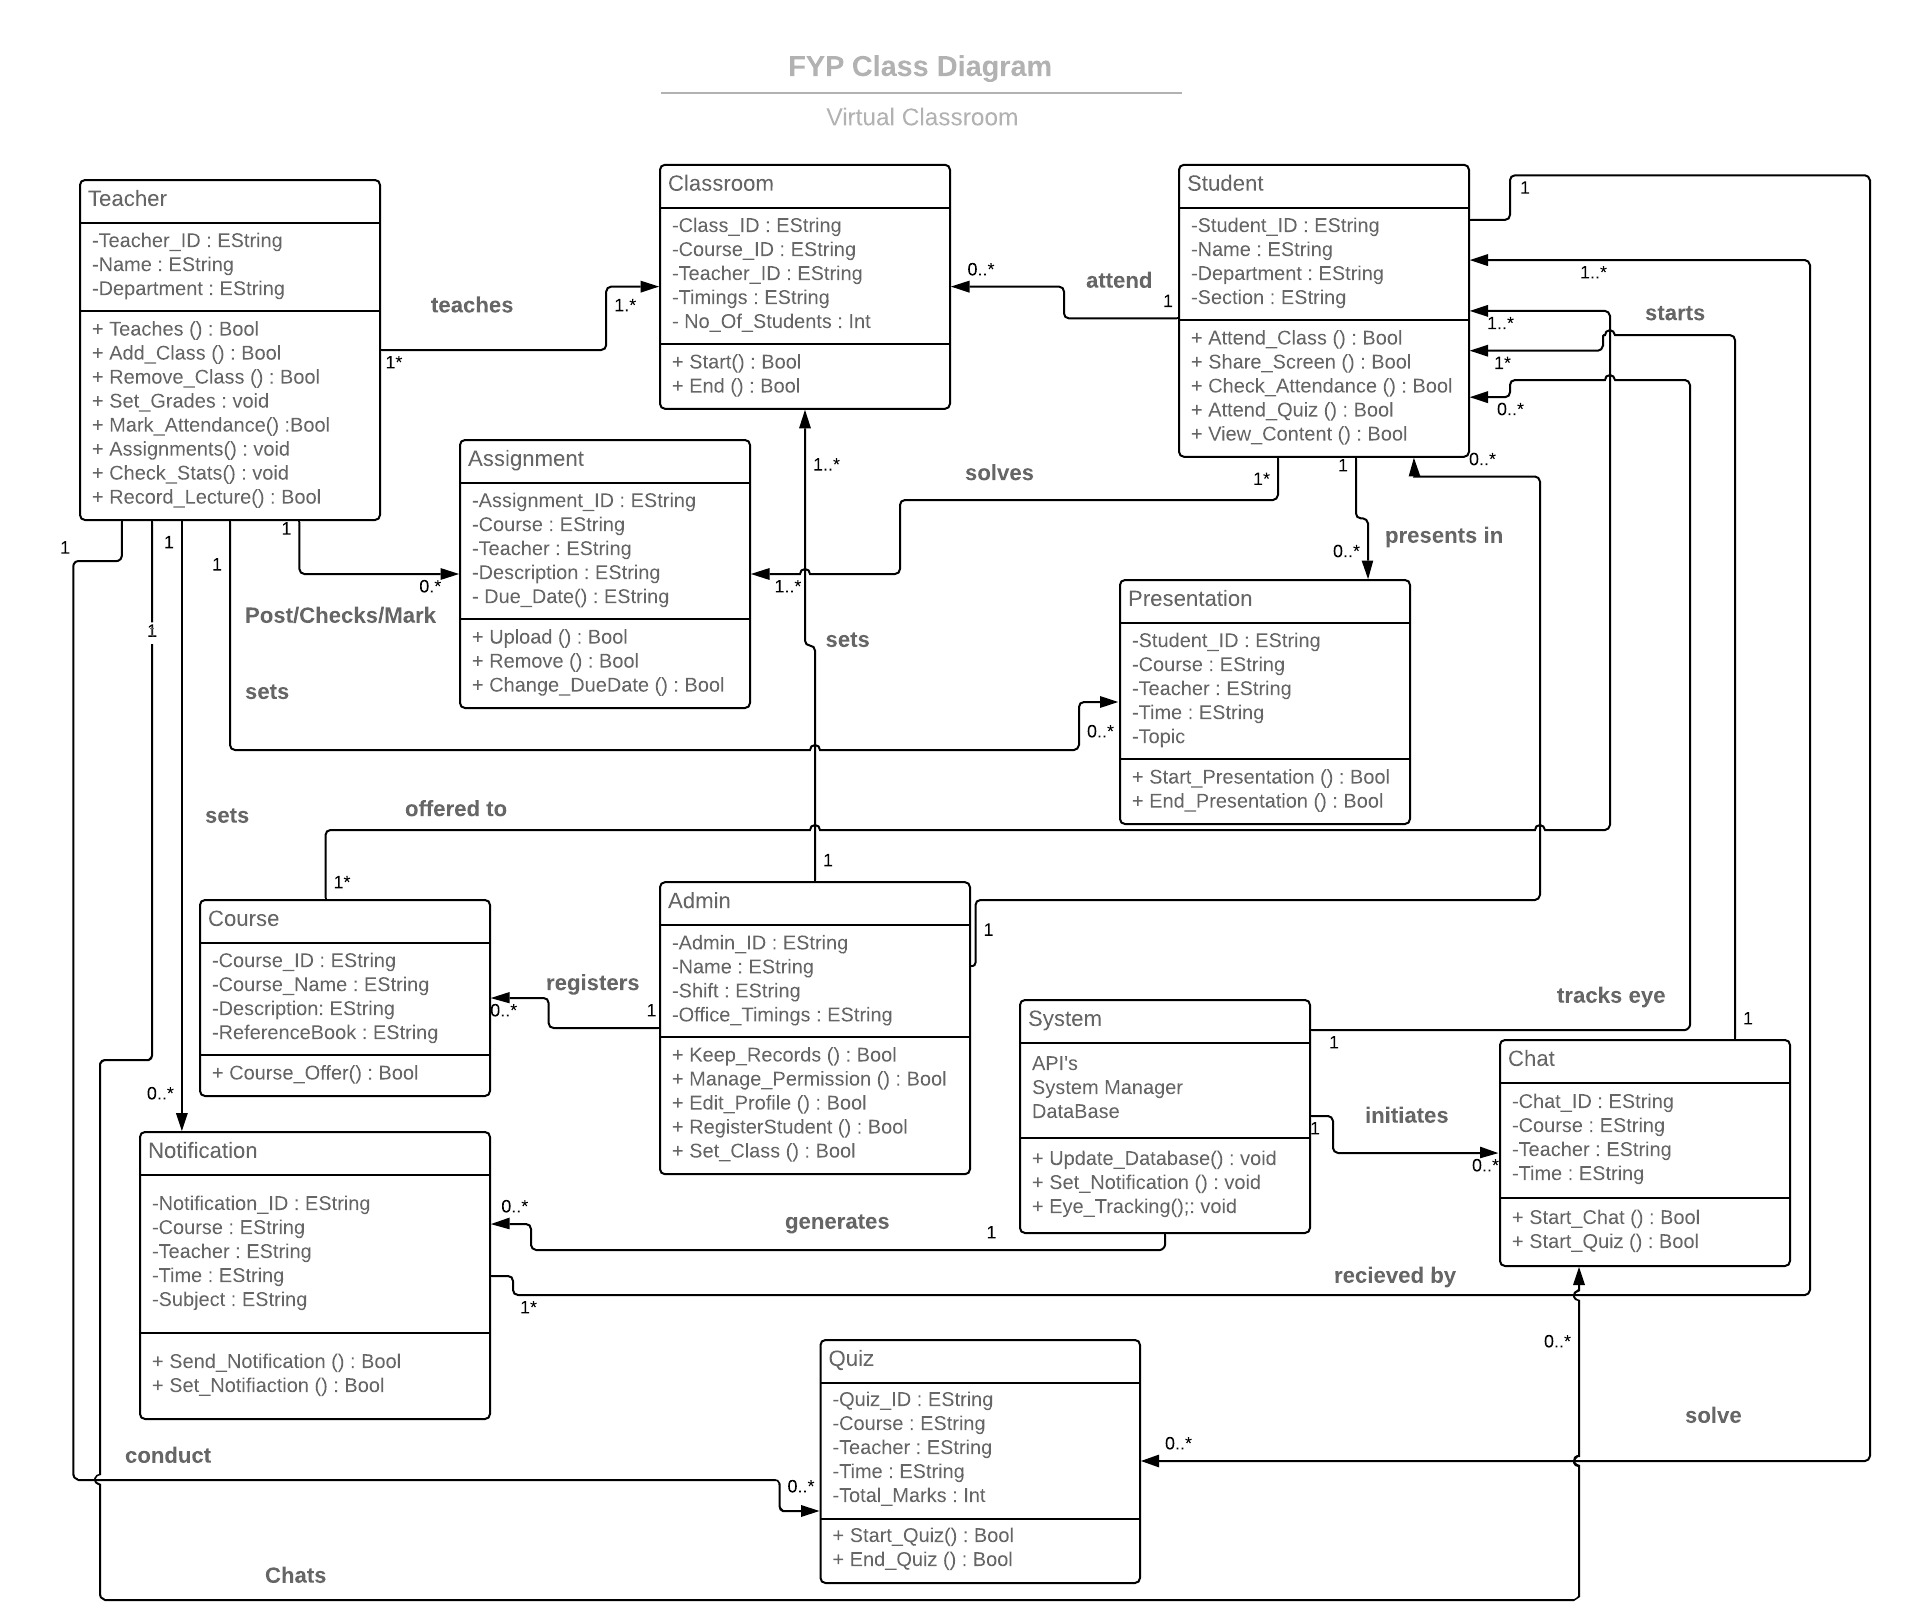 FYP Class Diagram
Virtual Classroom
Teacher
-Teacher_ID : EString
-Name : EString
-Department : EString
+ Teaches () : Bool
+ Add_Class () : Bool
+ Remove_Class () : Bool
+ Set_Grades : void
+ Mark_Attendance() :Bool
+ Assignments() : void
+ Check_Stats() : void
+ Record_Lecture() : Bool
teaches
1*
1.*
Classroom
-Class_ID : EString
-Course_ID : EString
-Teacher_ID : EString
-Timings : EString
- No_Of_Students : Int
+ Start() : Bool
+ End () : Bool
0..*
attend
1
Student
-Student_ID : EString
-Name : EString
-Department : EString
-Section : EString
+ Attend_Class () : Bool
+ Share_Screen () : Bool
+ Check_Attendance () : Bool
+ Attend_Quiz () : Bool
+ View_Content () : Bool
1
1..*
1..*
starts
1*
0..*
0..*
Assignment
-Assignment_ID : EString
-Course : EString
-Teacher : EString
-Description : EString
- Due_Date() : EString
+ Upload () : Bool
+ Remove () : Bool
+ Change_DueDate () : Bool
1..*
solves
1*
1
1..*
0..*
presents in
1
1
1
1
1
0.*
Post/Checks/Mark
sets
sets
Presentation
-Student_ID : EString
-Course : EString
-Teacher : EString
-Time : EString
-Topic
+ Start_Presentation () : Bool
+ End_Presentation () : Bool
0..*
sets
offered to
1*
1
Course
-Course_ID : EString
-Course_Name : EString
-Description: EString
-ReferenceBook : EString
+ Course_Offer() : Bool
registers
0..*
1
Admin
-Admin_ID : EString
-Name : EString
-Shift : EString
-Office_Timings : EString
+ Keep_Records () : Bool
+ Manage_Permission () : Bool
+ Edit_Profile () : Bool
+ RegisterStudent () : Bool
+ Set_Class () : Bool
1
System
API's
System Manager
DataBase
+ Update_Database() : void
+ Set_Notification () : void
+ Eye_Tracking();: void
tracks eye
1
1
initiates
1
0..*
Chat
-Chat_ID : EString
-Course : EString
-Teacher : EString
-Time : EString
+ Start_Chat () : Bool
+ Start_Quiz () : Bool
0..*
Notification
-Notification_ID : EString
-Course : EString
-Teacher : EString
-Time : EString
-Subject : EString
+ Send_Notification () : Bool
+ Set_Notifiaction () : Bool
0..*
generates
1
1*
recieved by
0..*
Quiz
-Quiz_ID : EString
-Course : EString
-Teacher : EString
-Time : EString
-Total_Marks : Int
+ Start_Quiz() : Bool
+ End_Quiz () : Bool
0..*
solve
conduct
0..*
Chats